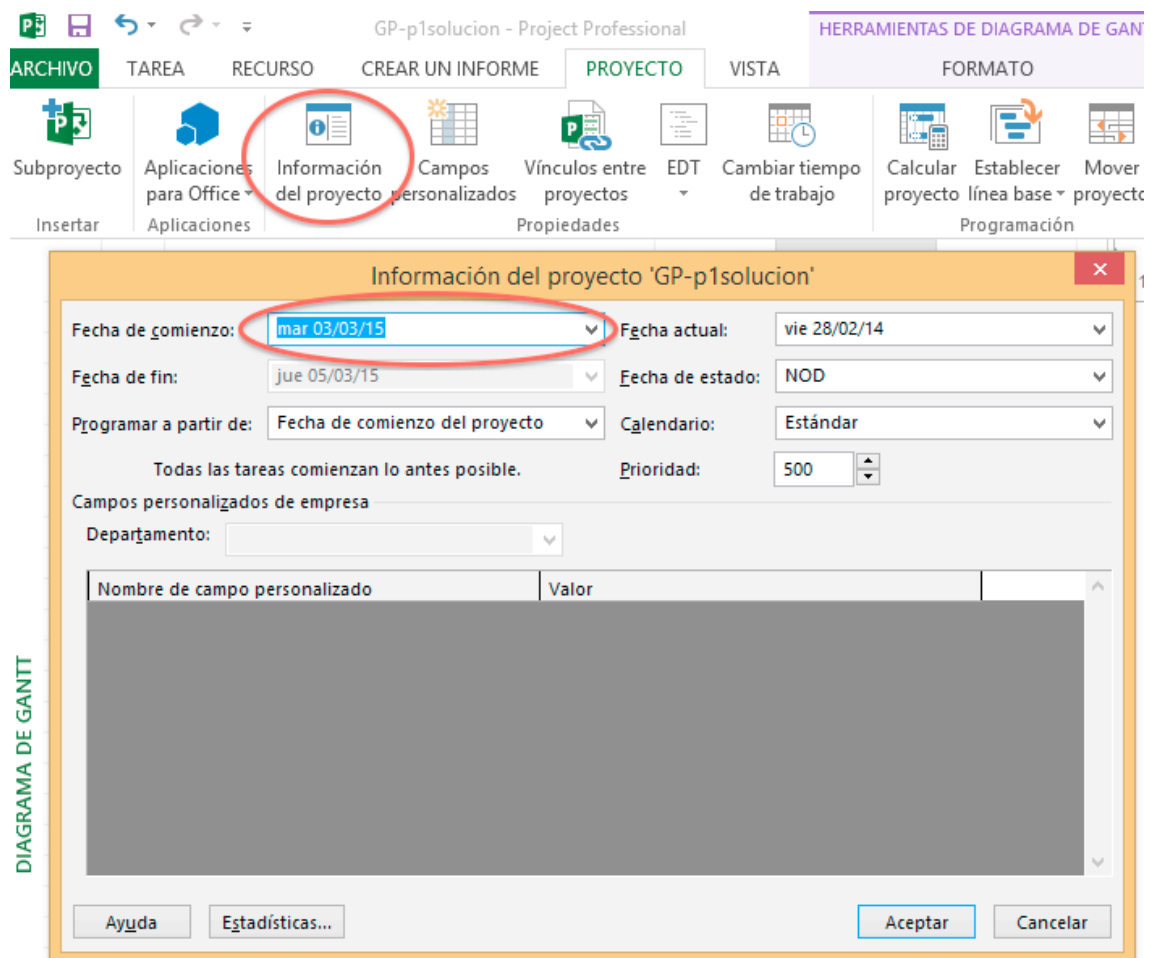 GP-p1solucion - Project Professional
HERRAMIENTAS DE DIAGRAMA DE GAN
ARCHIVO TAREA RECURSO CREAR UN INFORME PROYECTO VISTA FORMATO
Subproyecto Aplicaciones Información Campos Vínculos entre EDT Cambiar tiempo Calcular Establecer Mover
para Office del proyecto personalizados proyectos de trabajo proyecto línea base proyecto
Insertar Aplicaciones Propiedades Programación
Información del proyecto 'GP-p1solucion'
Fecha de comienzo: mar 03/03/15 Fecha actual: vie 28/02/14
Fecha de fin: jue 05/03/15 Fecha de estado: NOD
Programar a partir de: Fecha de comienzo del proyecto Calendario: Estándar
Todas las tareas comienzan lo antes posible. Prioridad: 500
Campos personalizados de empresa
Departamento:
Nombre de campo personalizado Valor
DIAGRAMA DE GANTT
Ayuda Estadísticas... Aceptar Cancelar